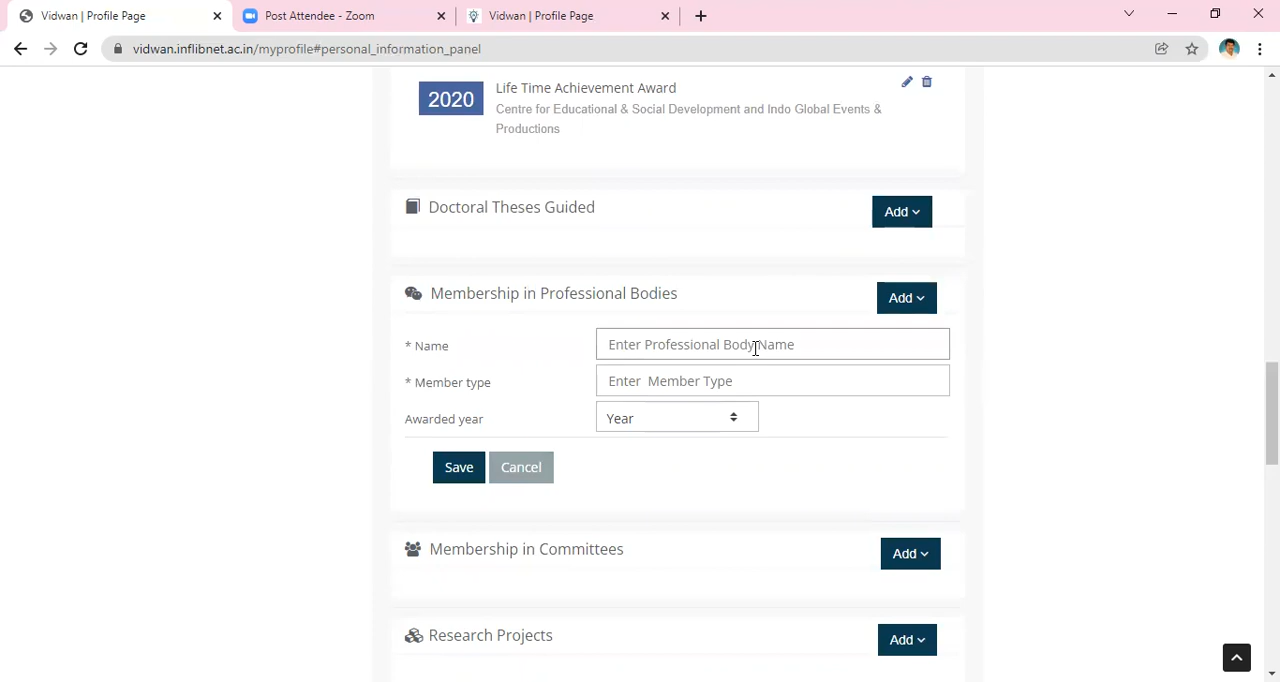 Vidwan | Profile Page
Post Attendee - Zoom
Vidwan | Profile Page
vidwan.inflibnet.ac.in/myprofile#personal_information_panel
2020
Life Time Achievement Award
Centre for Educational & Social Development and Indo Global Events &
Productions
Doctoral Theses Guided
Add
Membership in Professional Bodies
Add
* Name
Enter Professional Body Name
* Member type
Enter Member Type
Awarded year
Year
Save
Cancel
Membership in Committees
Add
Research Projects
Add